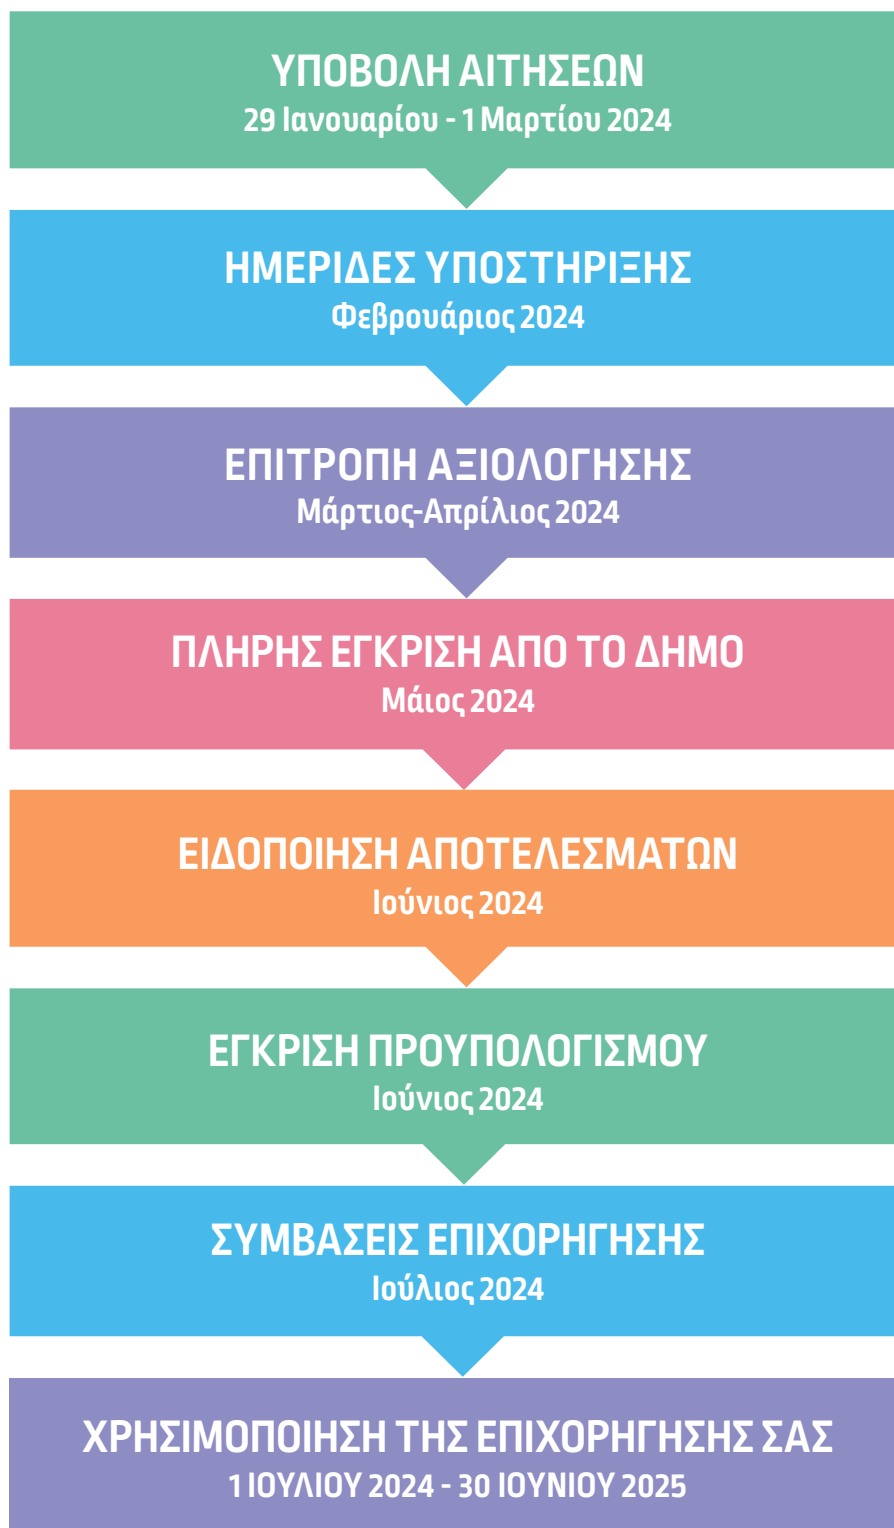 ΥΠΟΒΟΛΗ ΑΙΤΗΣΕΩΝ
29 Ιανουαρίου - 1 Μαρτίου 2024
ΗΜΕΡΙΔΕΣ ΥΠΟΣΤΗΡΙΞΗΣ
Φεβρουάριος 2024
ΕΠΙΤΡΟΠΗ ΑΞΙΟΛΟΓΗΣΗΣ
Μάρτιος-Απρίλιος 2024
ΠΛΗΡΗΣ ΕΓΚΡΙΣΗ ΑΠΟ ΤΟ ΔΗΜΟ
Μάιος 2024
ΕΙΔΟΠΟΙΗΣΗ ΑΠΟΤΕΛΕΣΜΑΤΩΝ
Ιούνιος 2024
ΕΓΚΡΙΣΗ ΠΡΟΥΠΟΛΟΓΙΣΜΟΥ
Ιούνιος 2024
ΣΥΜΒΑΣΕΙΣ ΕΠΙΧΟΡΗΓΗΣΗΣ
Ιούλιος 2024
ΧΡΗΣΙΜΟΠΟΙΗΣΗ ΤΗΣ ΕΠΙΧΟΡΗΓΗΣΗΣ ΣΑΣ
1 ΙΟΥΛΙΟΥ 2024 - 30 ΙΟΥΝΙΟΥ 2025